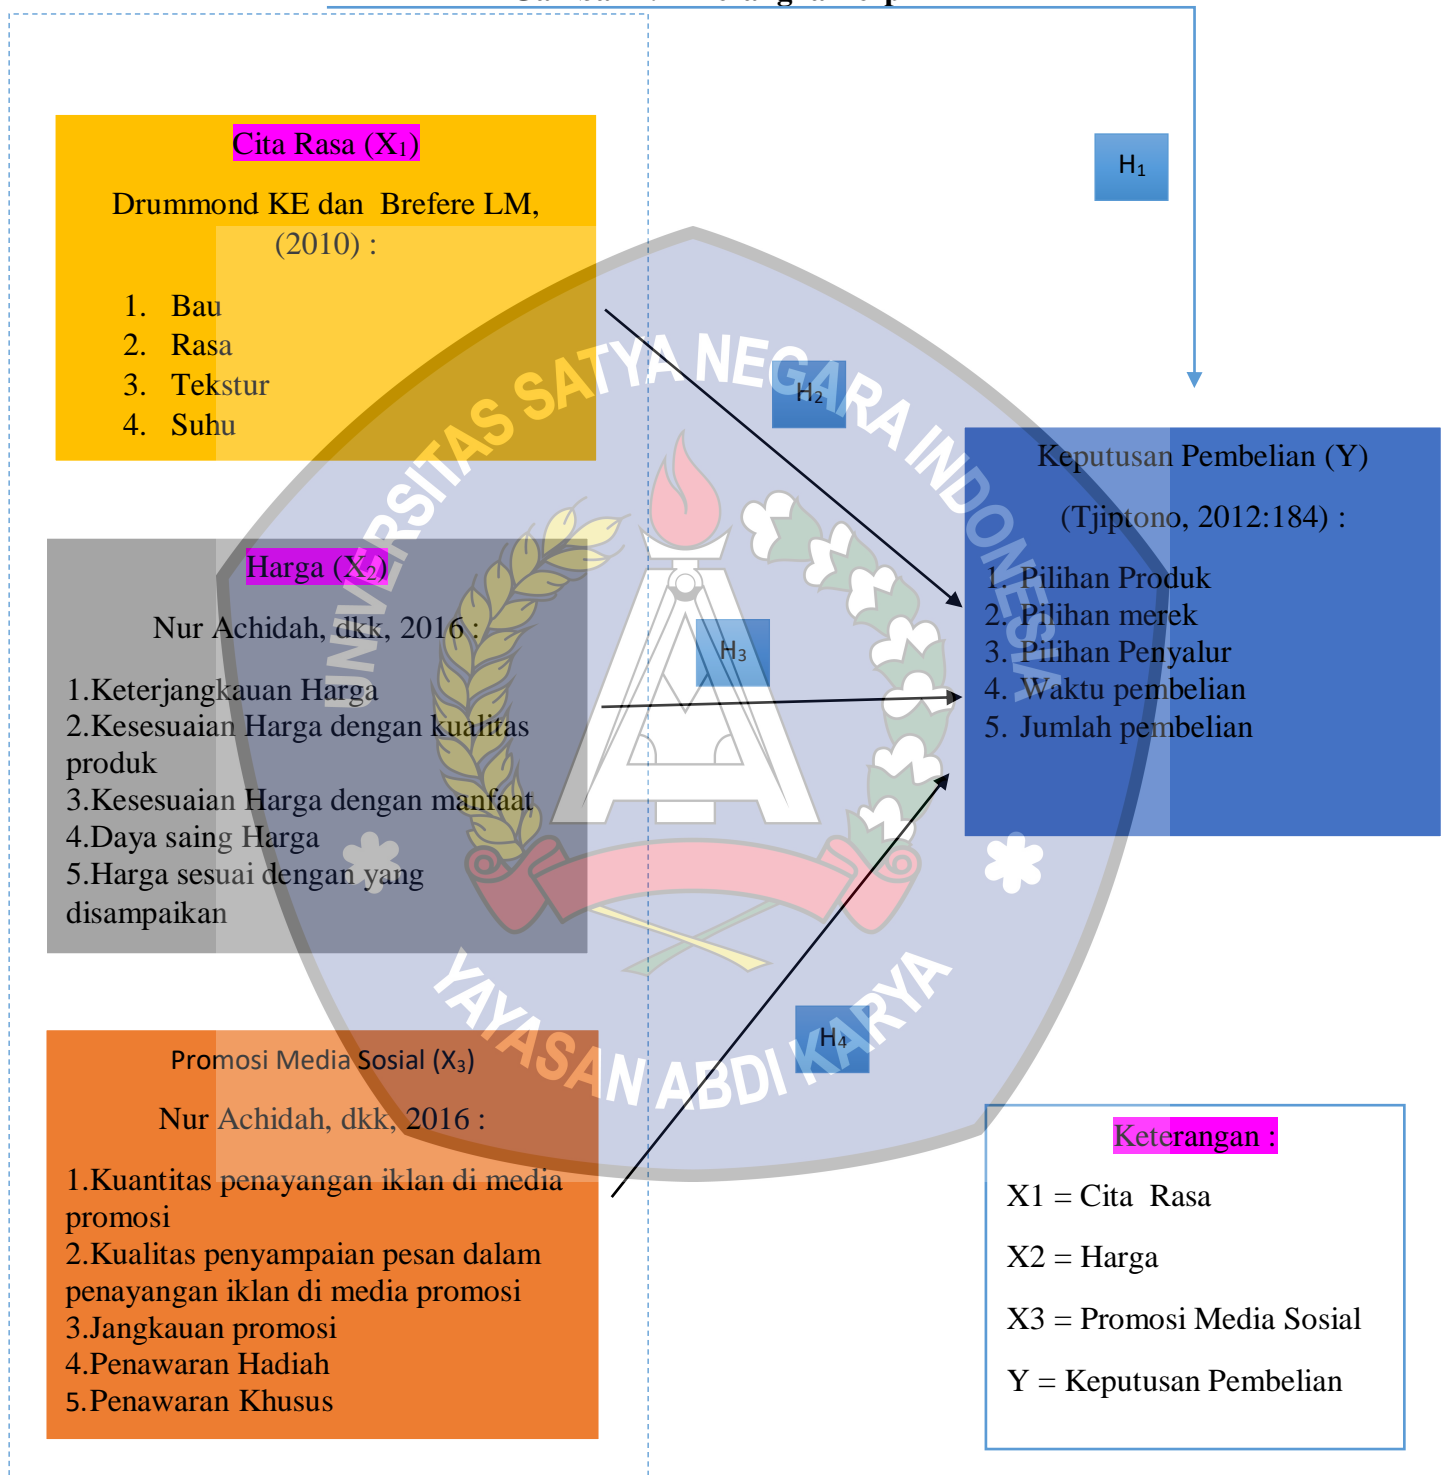 Cita Rasa (X₁)
Drummond KE dan Brefere LM,
(2010) :
1. Bau
2. Rasa
3. Tekstur
4. Suhu
H₁
H₂
Keputusan Pembelian (Y)
(Tjiptono, 2012:184) :
1. Pilihan Produk
2. Pilihan merek
3. Pilihan Penyalur
4. Waktu pembelian
5. Jumlah pembelian
Harga (X₂)
Nur Achidah, dkk, 2016 :
1.Keterjangkauan Harga
2.Kesesuaian Harga dengan kualitas
produk
3.Kesesuaian Harga dengan manfaat
4.Daya saing Harga
5.Harga sesuai dengan yang
disampaikan
H₃
H₄
Promosi Media Sosial (X₃)
Nur Achidah, dkk, 2016 :
1.Kuantitas penayangan iklan di media
promosi
2.Kualitas penyampaian pesan dalam
penayangan iklan di media promosi
3.Jangkauan promosi
4.Penawaran Hadiah
5.Penawaran Khusus
Keterangan :
X1 = Cita Rasa
X2 = Harga
X3 = Promosi Media Sosial
Y = Keputusan Pembelian
UNIVERSITAS SATYA NEGARA INDONESIA
YAYASAN ABDI KARYA